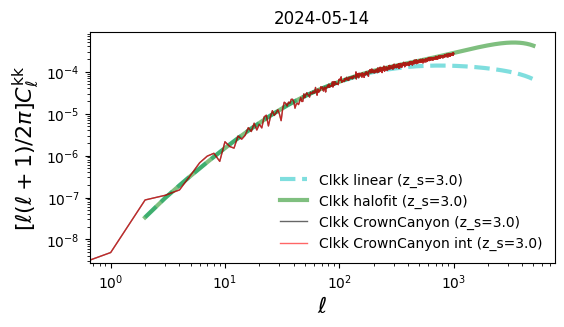 2024-05-14
[ℓ(ℓ + 1)/2π]C_ℓ^{kk}
10^{-4}
10^{-5}
10^{-6}
10^{-7}
10^{-8}
Clkk linear (z_s=3.0)
Clkk halofit (z_s=3.0)
Clkk CrownCanyon (z_s=3.0)
Clkk CrownCanyon int (z_s=3.0)
10^0 10^1 10^2 10^3
ℓ